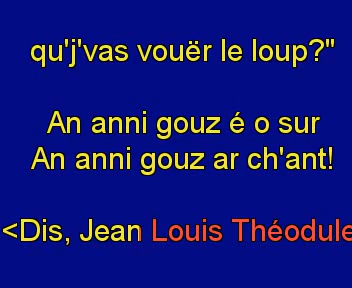 qu'j'vas vouër le loup?"
An anni gouz é o sur
An anni gouz ar ch'ant!
<Dis, Jean Louis Théodule